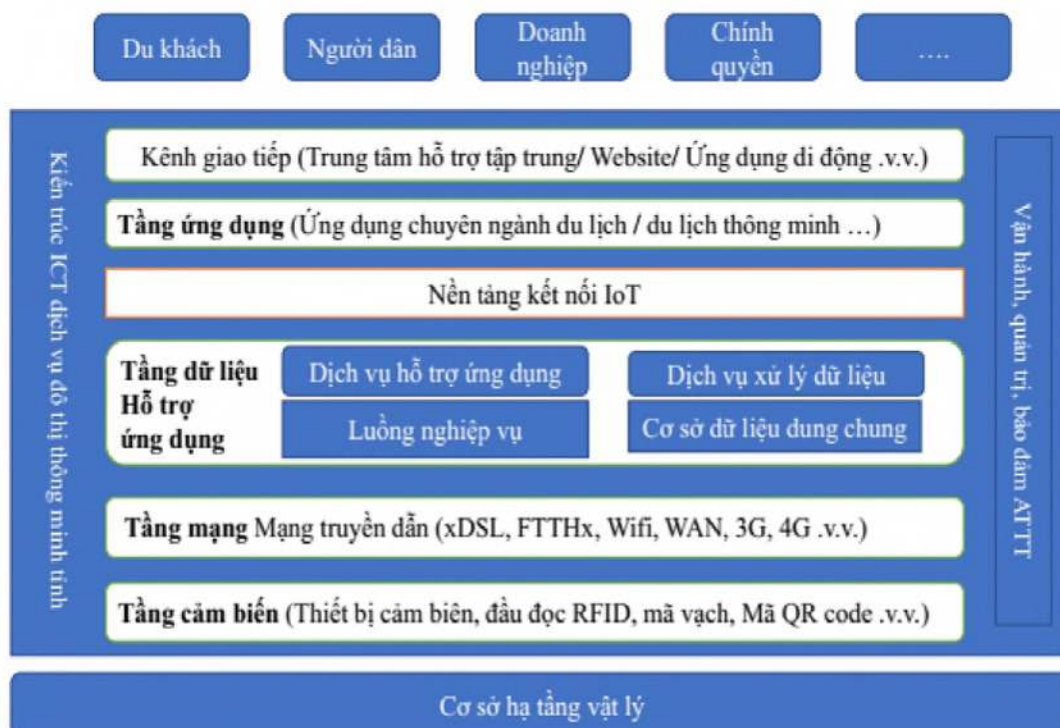 Du khách
Người dân
Doanh
nghiệp
Chính
quyền
....
Kiến trúc ICT dịch vụ đô thị thông minh tỉnh
Kênh giao tiếp (Trung tâm hỗ trợ tập trung/ Website/ Ứng dụng di động .v.v.)
Tầng ứng dụng (Ứng dụng chuyên ngành du lịch / du lịch thông minh …)
Nền tảng kết nối IoT
Tầng dữ liệu
Hỗ trợ
ứng dụng
Dịch vụ hỗ trợ ứng dụng
Dịch vụ xử lý dữ liệu
Luồng nghiệp vụ
Cơ sở dữ liệu dung chung
Tầng mạng Mạng truyền dẫn (xDSL, FTTHx, Wifi, WAN, 3G, 4G .v.v.)
Tầng cảm biến (Thiết bị cảm biên, đầu đọc RFID, mã vạch, Mã QR code .v.v.)
Vận hành, quản trị, bảo đảm ATTT
Cơ sở hạ tầng vật lý